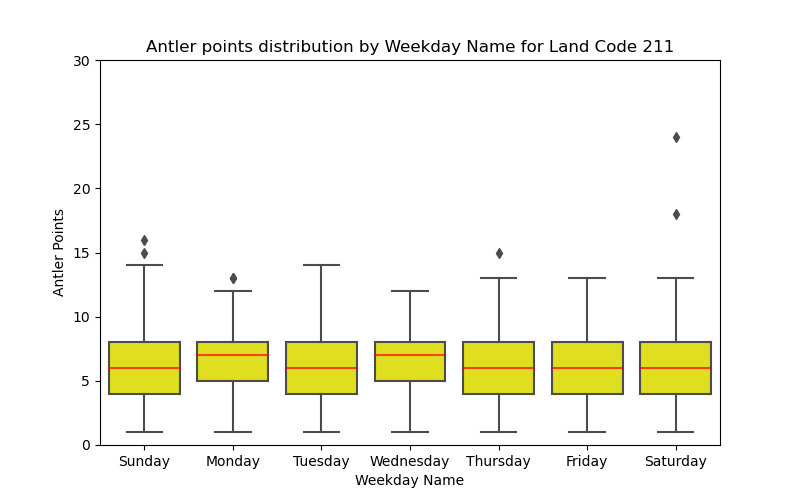 Antler points distribution by Weekday Name for Land Code 211
Antler Points
30
25
20
15
10
5
0
Sunday Monday Tuesday Wednesday Thursday Friday Saturday
Weekday Name